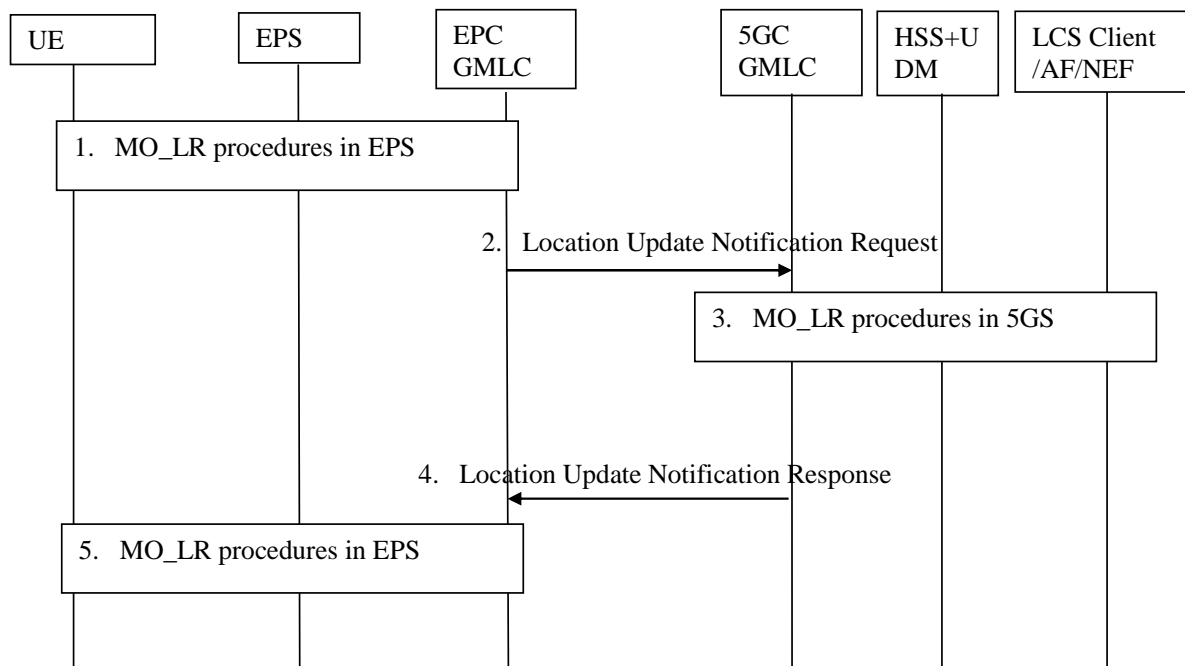 UE
EPS
EPC
GMLC
5GC
GMLC
HSS+U
DM
LCS Client
/AF/NEF
1. MO_LR procedures in EPS
2. Location Update Notification Request
3. MO_LR procedures in 5GS
4. Location Update Notification Response
5. MO_LR procedures in EPS